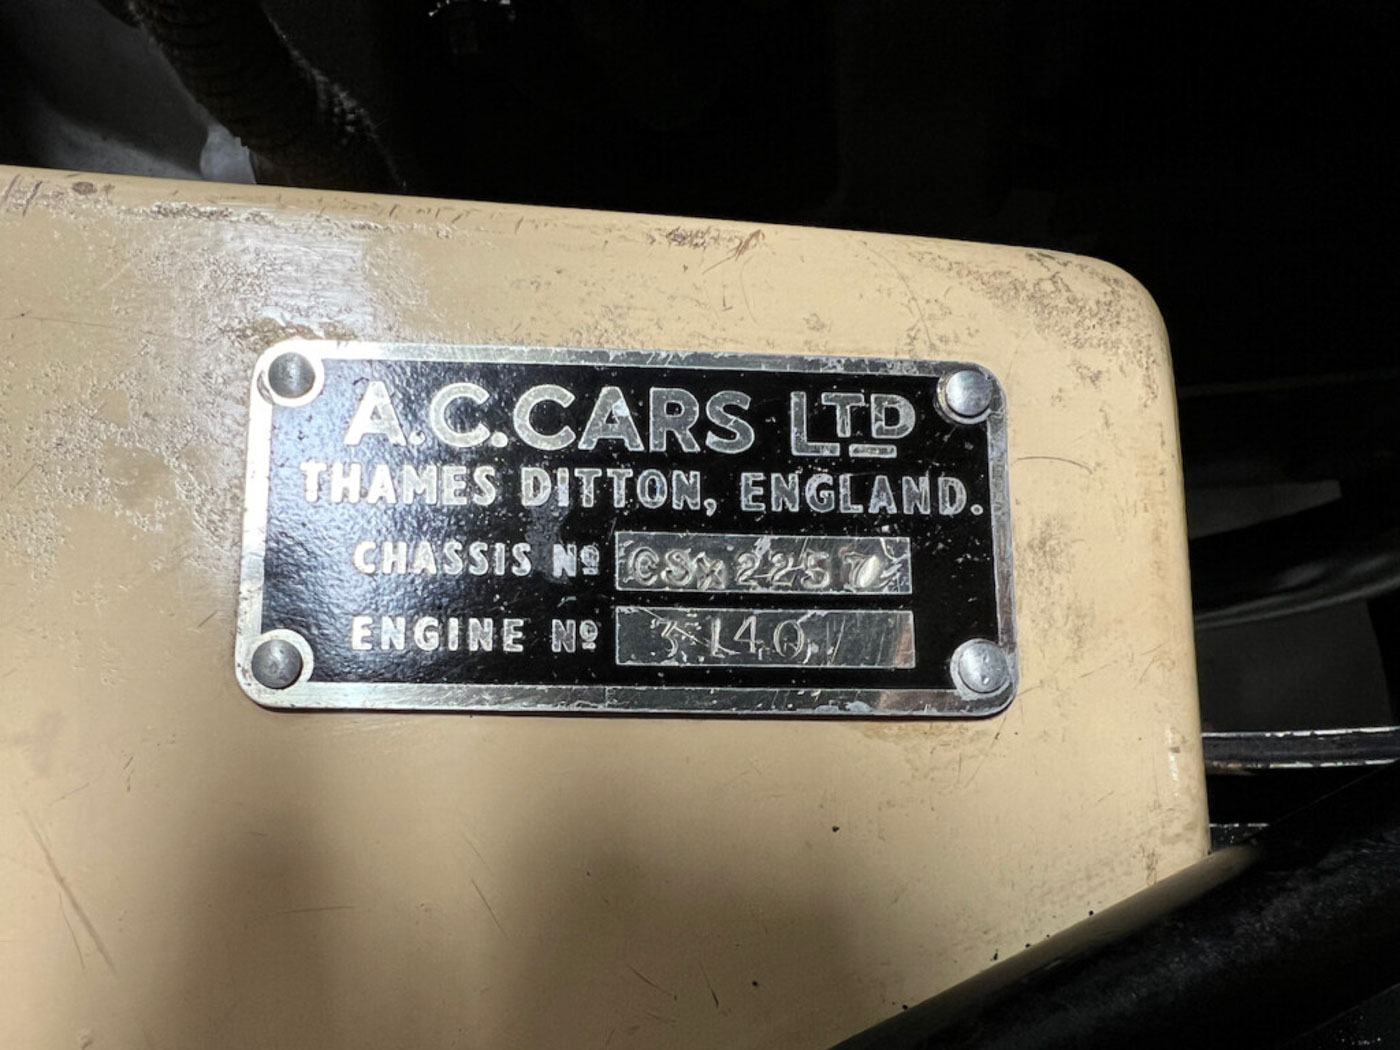 A.C.CARS LTD
THAMES DITTON, ENGLAND.
CHASSIS Nº CSX2257
ENGINE Nº 3140